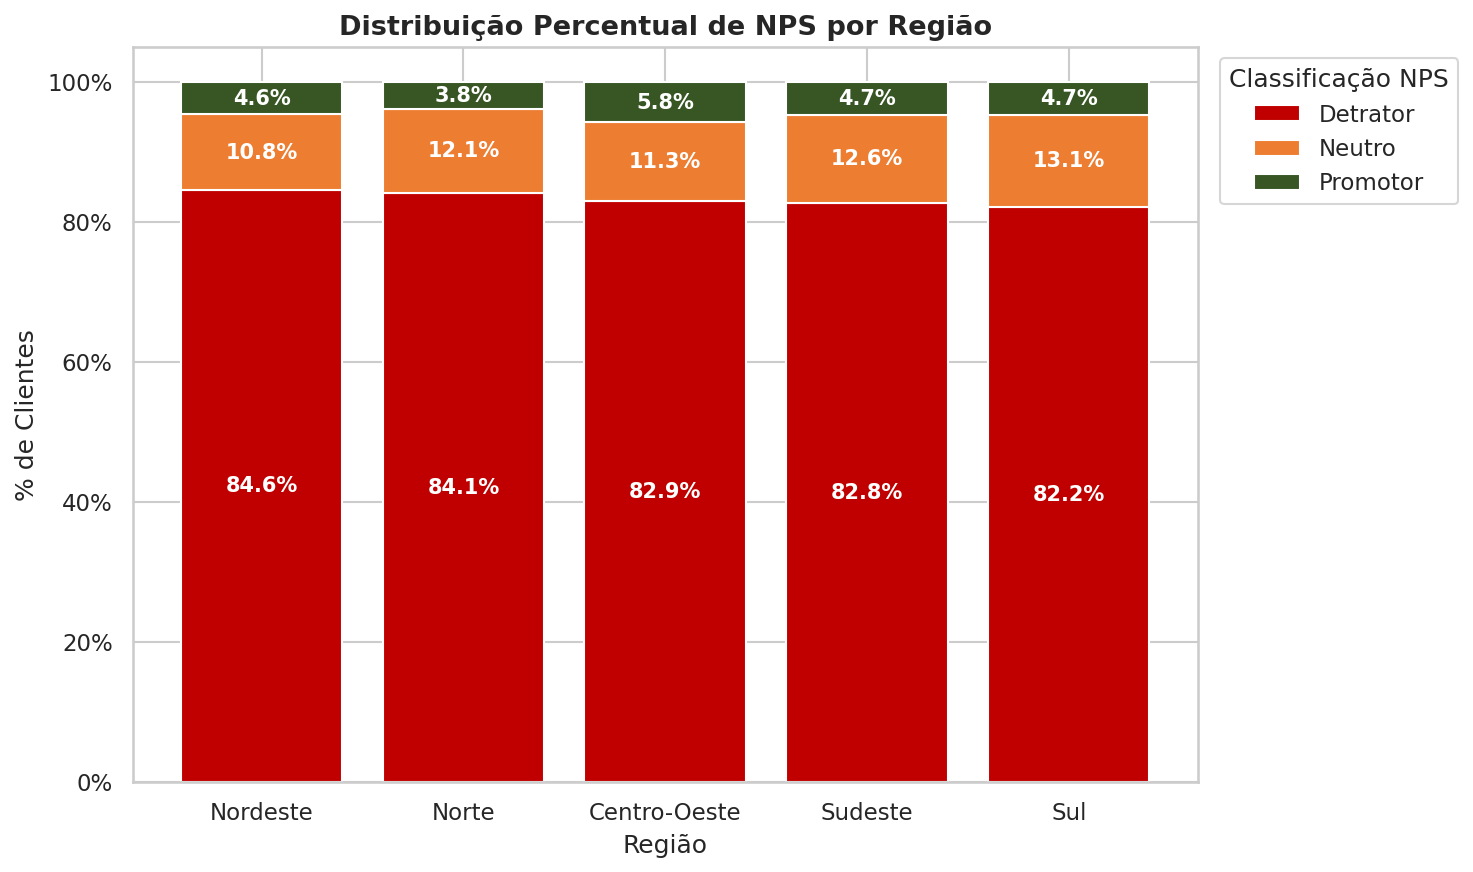 Distribuição Percentual de NPS por Região
Classificação NPS
Detrator
Neutro
Promotor
% de Clientes
100%
80%
60%
40%
20%
0%
4.6%
3.8%
5.8%
4.7%
4.7%
10.8%
12.1%
11.3%
12.6%
13.1%
84.6%
84.1%
82.9%
82.8%
82.2%
Nordeste
Norte
Centro-Oeste
Sudeste
Sul
Região